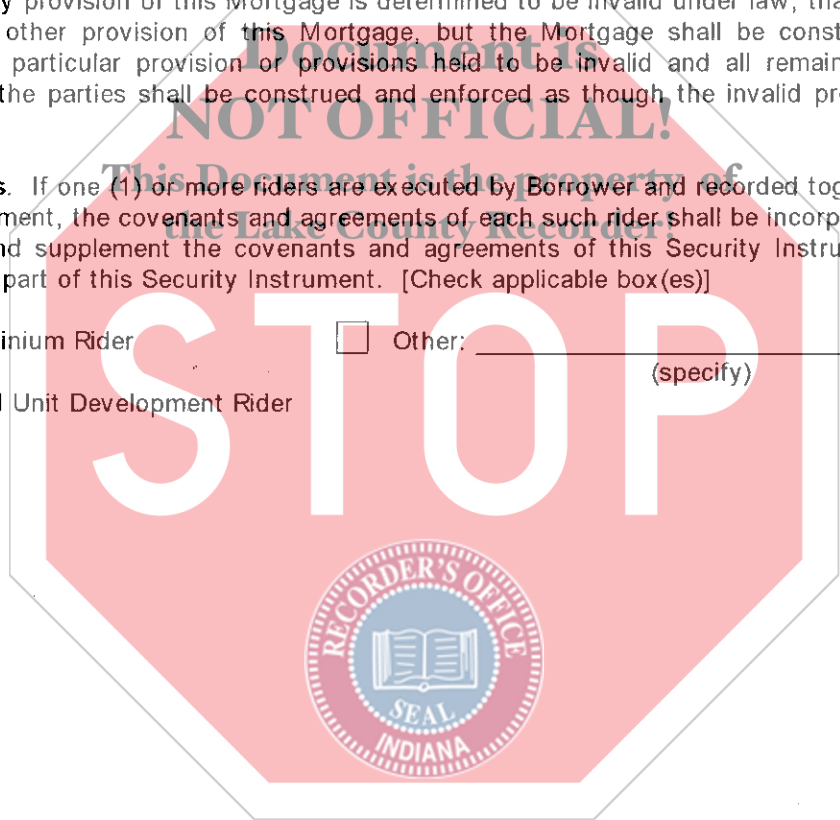 y provision of this Mortgage is determined to be invalid under law, tha
other provision of this Mortgage, but the Mortgage shall be const
particular provision or provisions held to be invalid and all remain
the parties shall be construed and enforced as though the invalid pr
Document is
NOT OFFICIAL!
This Document is the property of
the Lake County Recorder!
s. If one (1) or more riders are executed by Borrower and recorded tog
ment, the covenants and agreements of each such rider shall be incorp
nd supplement the covenants and agreements of this Security Instru
part of this Security Instrument. [Check applicable box(es)]
inium Rider
Other:
(specify)
Unit Development Rider
STOP
RECORDER'S OFFICE
SEAL
INDIANA